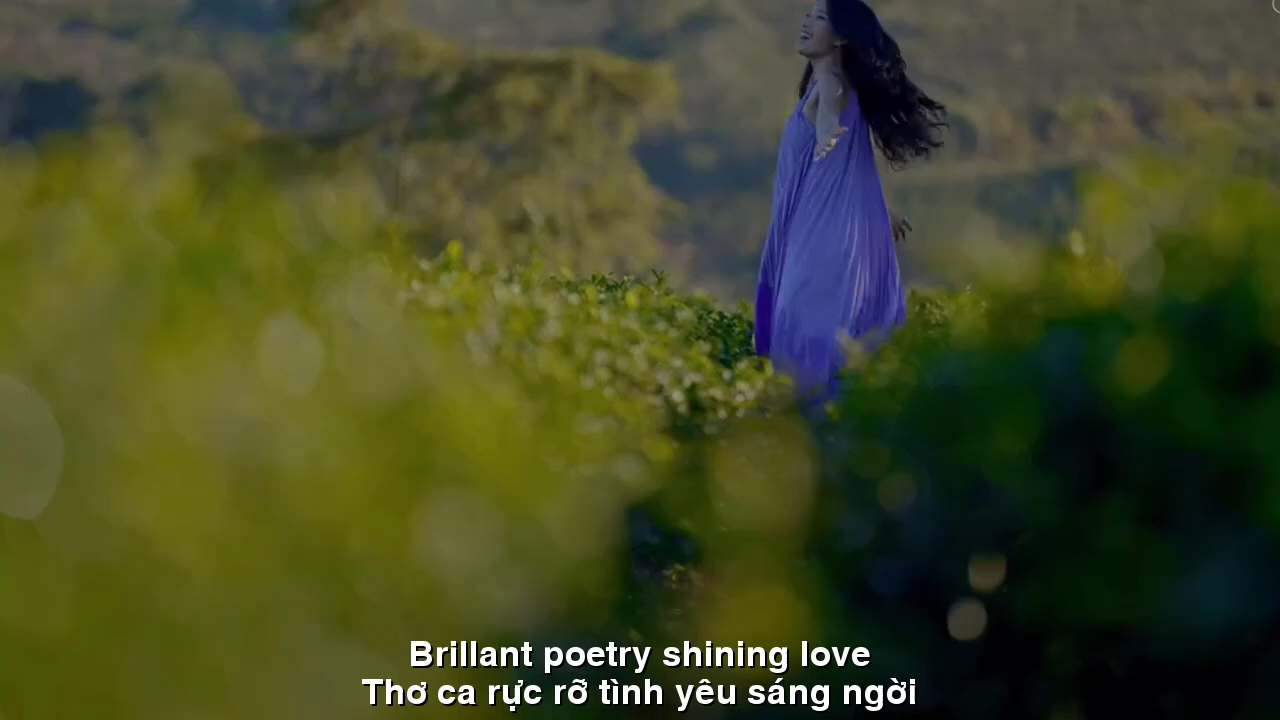 Brillant poetry shining love
Thơ ca rực rỡ tình yêu sáng ngời